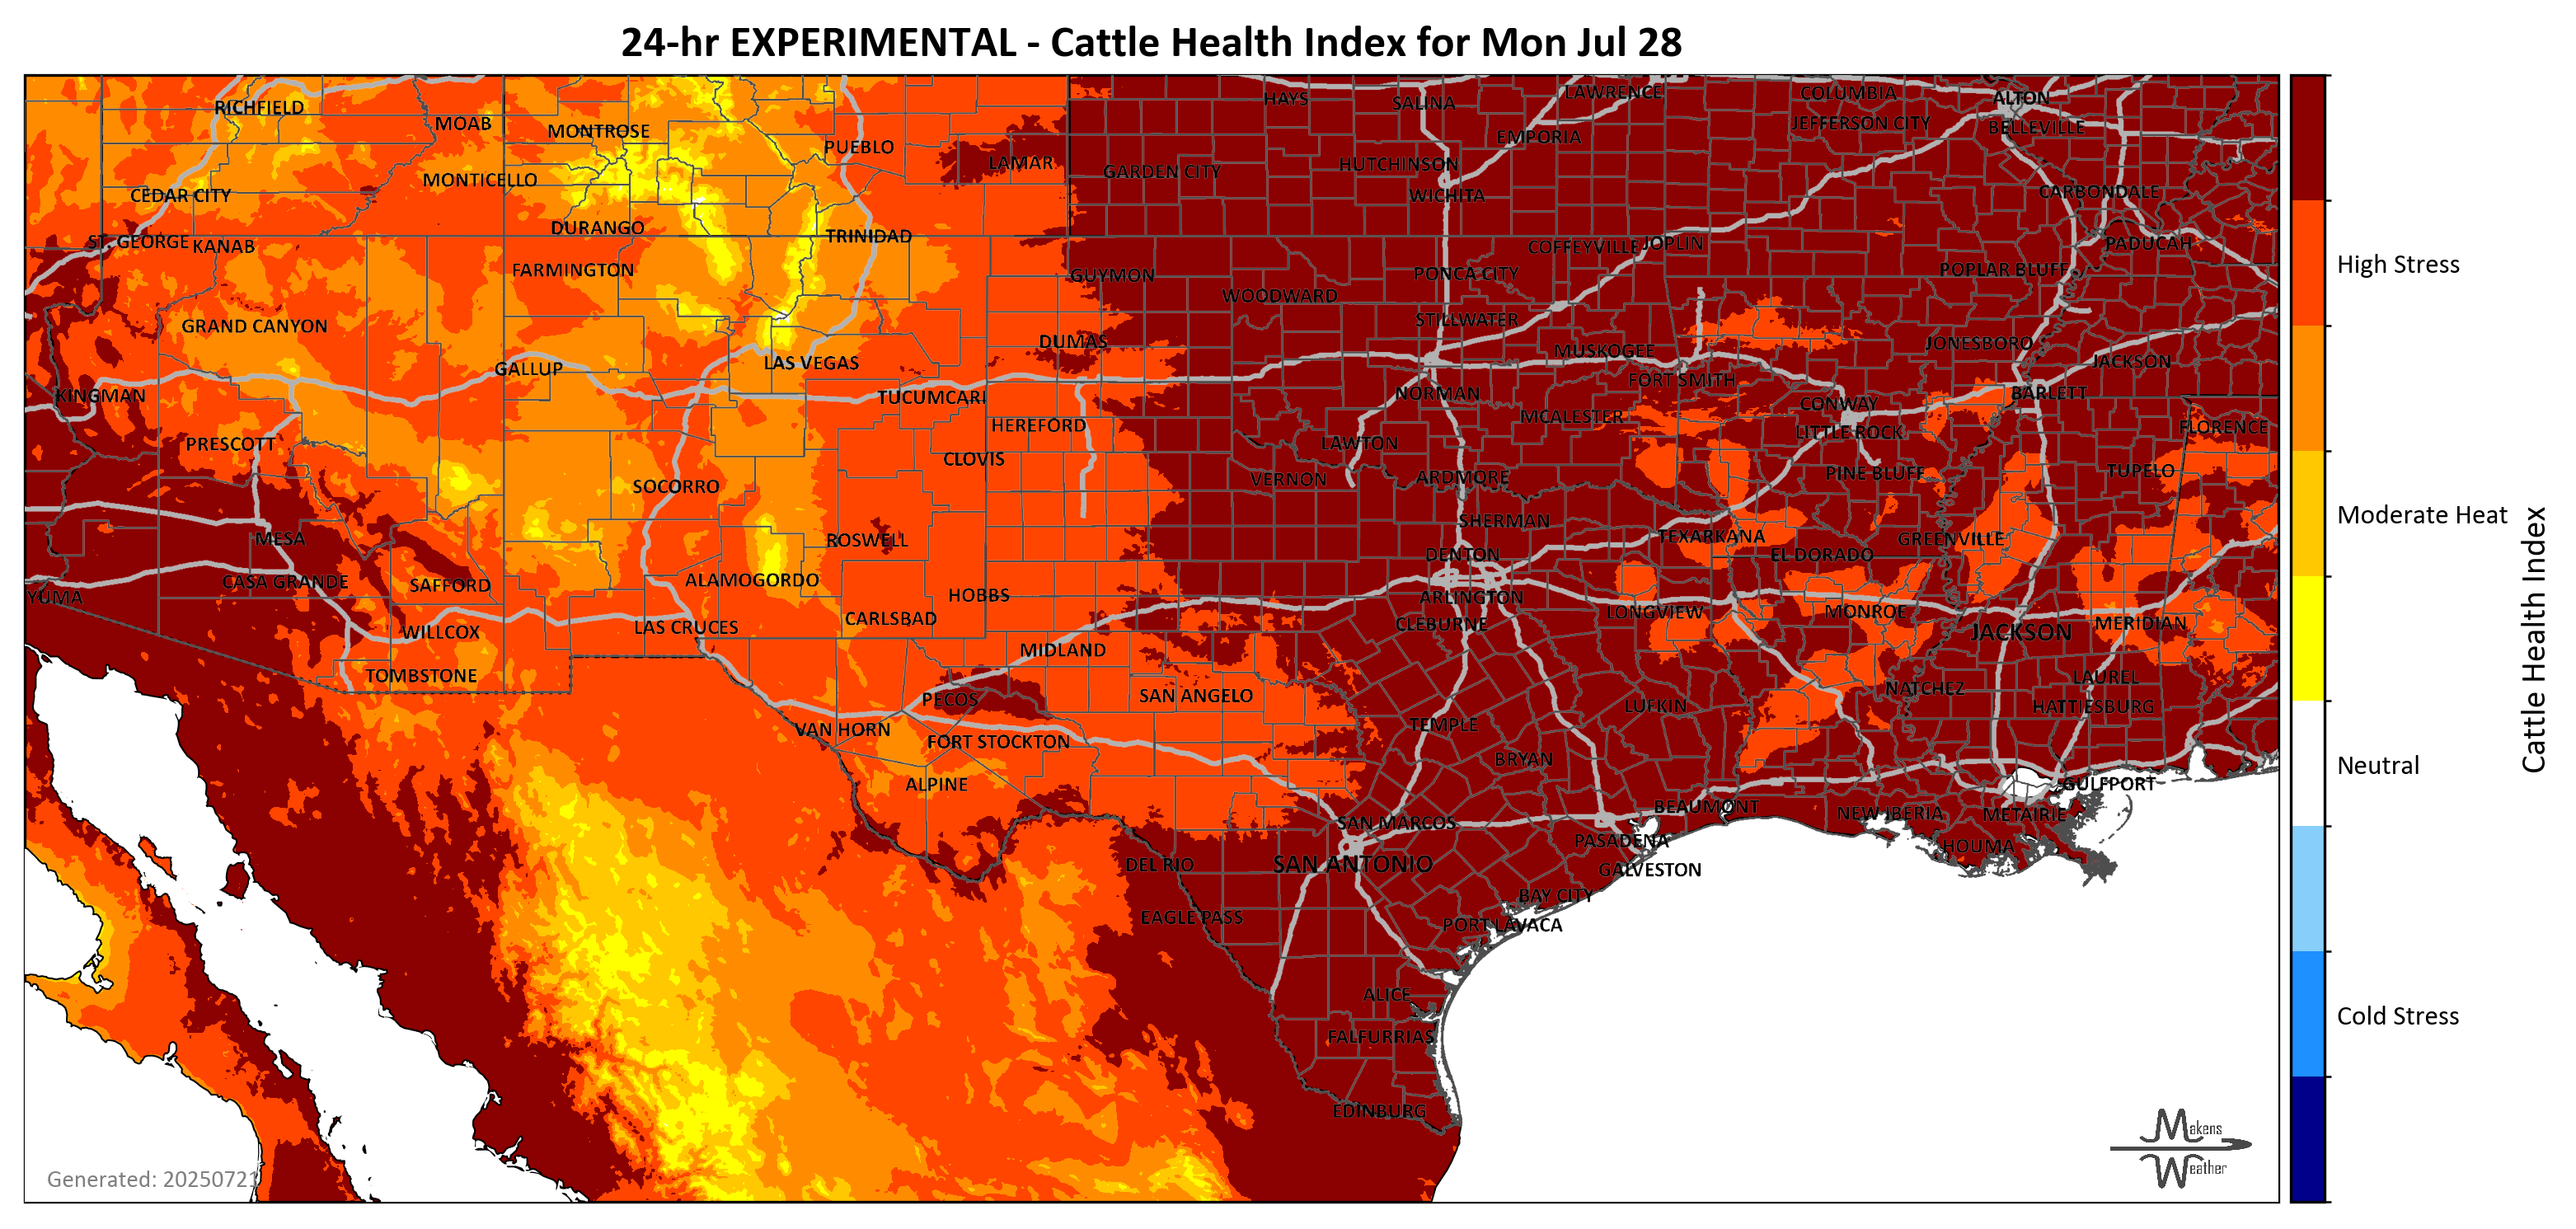 24-hr EXPERIMENTAL - Cattle Health Index for Mon Jul 28
RICHFIELD
MOAB
MONTROSE
PUEBLO
LAMAR
HAYS
SALINA
LAWRENCE
COLUMBIA
ALTON
JEFFERSON CITY
BELLEVILLE
EMPORIA
HUTCHINSON
GARDEN CITY
WICHITA
CARBONDALE
MONTICELLO
CEDAR CITY
DURANGO
TRINIDAD
ST. GEORGE
KANAB
FARMINGTON
GUYMON
COFFEYVILLE
JOPLIN
PADUCAH
PONCA CITY
POPLAR BLUFF
WOODWARD
STILLWATER
GRAND CANYON
DUMAS
MUSKOGEE
JONESBORO
JACKSON
GALLUP
LAS VEGAS
FORT SMITH
KINGMAN
TUCUMCARI
NORMAN
BARLETT
CONWAY
HEREFORD
MCALESTER
LITTLE ROCK
FLORENCE
PRESCOTT
CLOVIS
LAWTON
VERNON
ARDMORE
PINE BLUFF
TUPELO
SOCORRO
SHERMAN
MESA
ROSWELL
TEXARKANA
GREENVILLE
DENTON
EL DORADO
CASA GRANDE
SAFFORD
ALAMOGORDO
YUMA
HOBBS
ARLINGTON
LONGVIEW
MONROE
CARLSBAD
CLEBURNE
WILLCOX
LAS CRUCES
JACKSON
MERIDIAN
MIDLAND
TOMBSTONE
PECOS
SAN ANGELO
LAUREL
NATCHEZ
LUFKIN
HATTIESBURG
VAN HORN
FORT STOCKTON
TEMPLE
BRYAN
ALPINE
GULFPORT
BEAUMONT
NEW IBERIA
METAIRIE
SAN MARCOS
PASADENA
HOUMA
DEL RIO
SAN ANTONIO
GALVESTON
BAY CITY
EAGLE PASS
PORT LAVACA
ALICE
FALFURRIAS
EDINBURG
Generated: 20250721
Makens
Weather
High Stress
Moderate Heat
Neutral
Cold Stress
Cattle Health Index